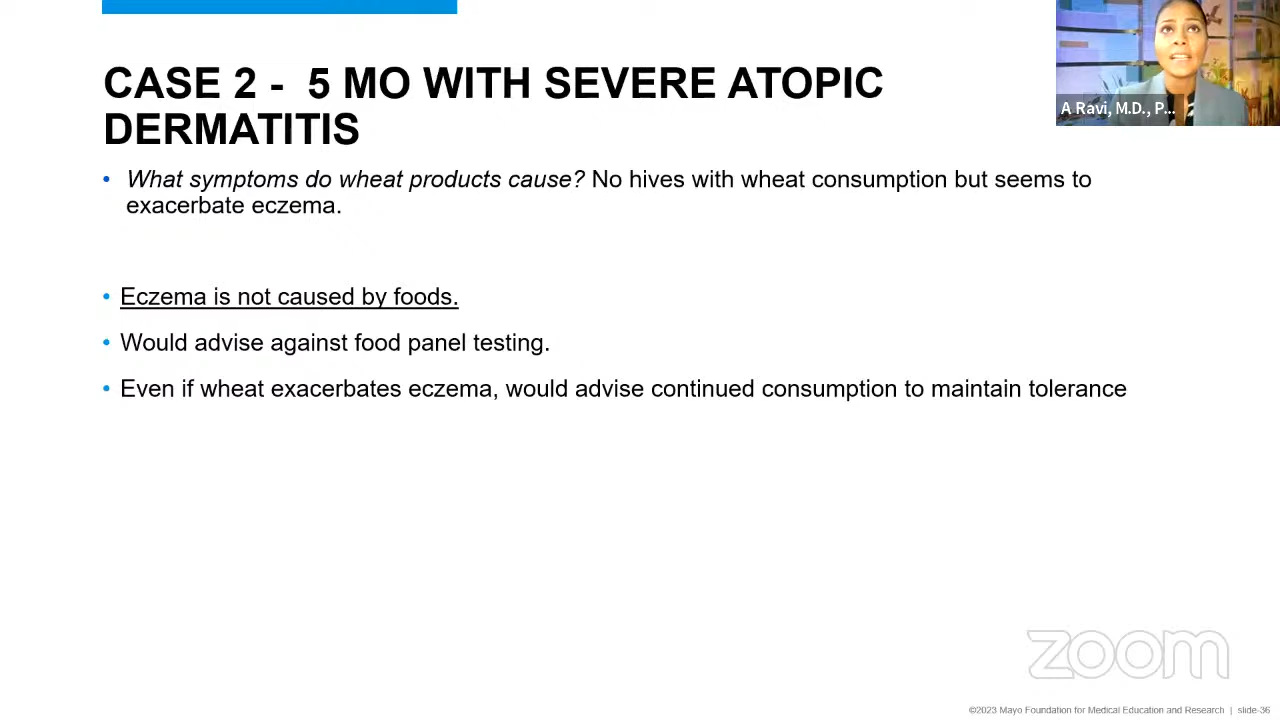 CASE 2 - 5 MO WITH SEVERE ATOPIC
DERMATITIS
A Ravi, M.D., P...
• What symptoms do wheat products cause? No hives with wheat consumption but seems to
exacerbate eczema.
• Eczema is not caused by foods.
• Would advise against food panel testing.
• Even if wheat exacerbates eczema, would advise continued consumption to maintain tolerance
zoom
©2023 Mayo Foundation for Medical Education and Research | slide-36